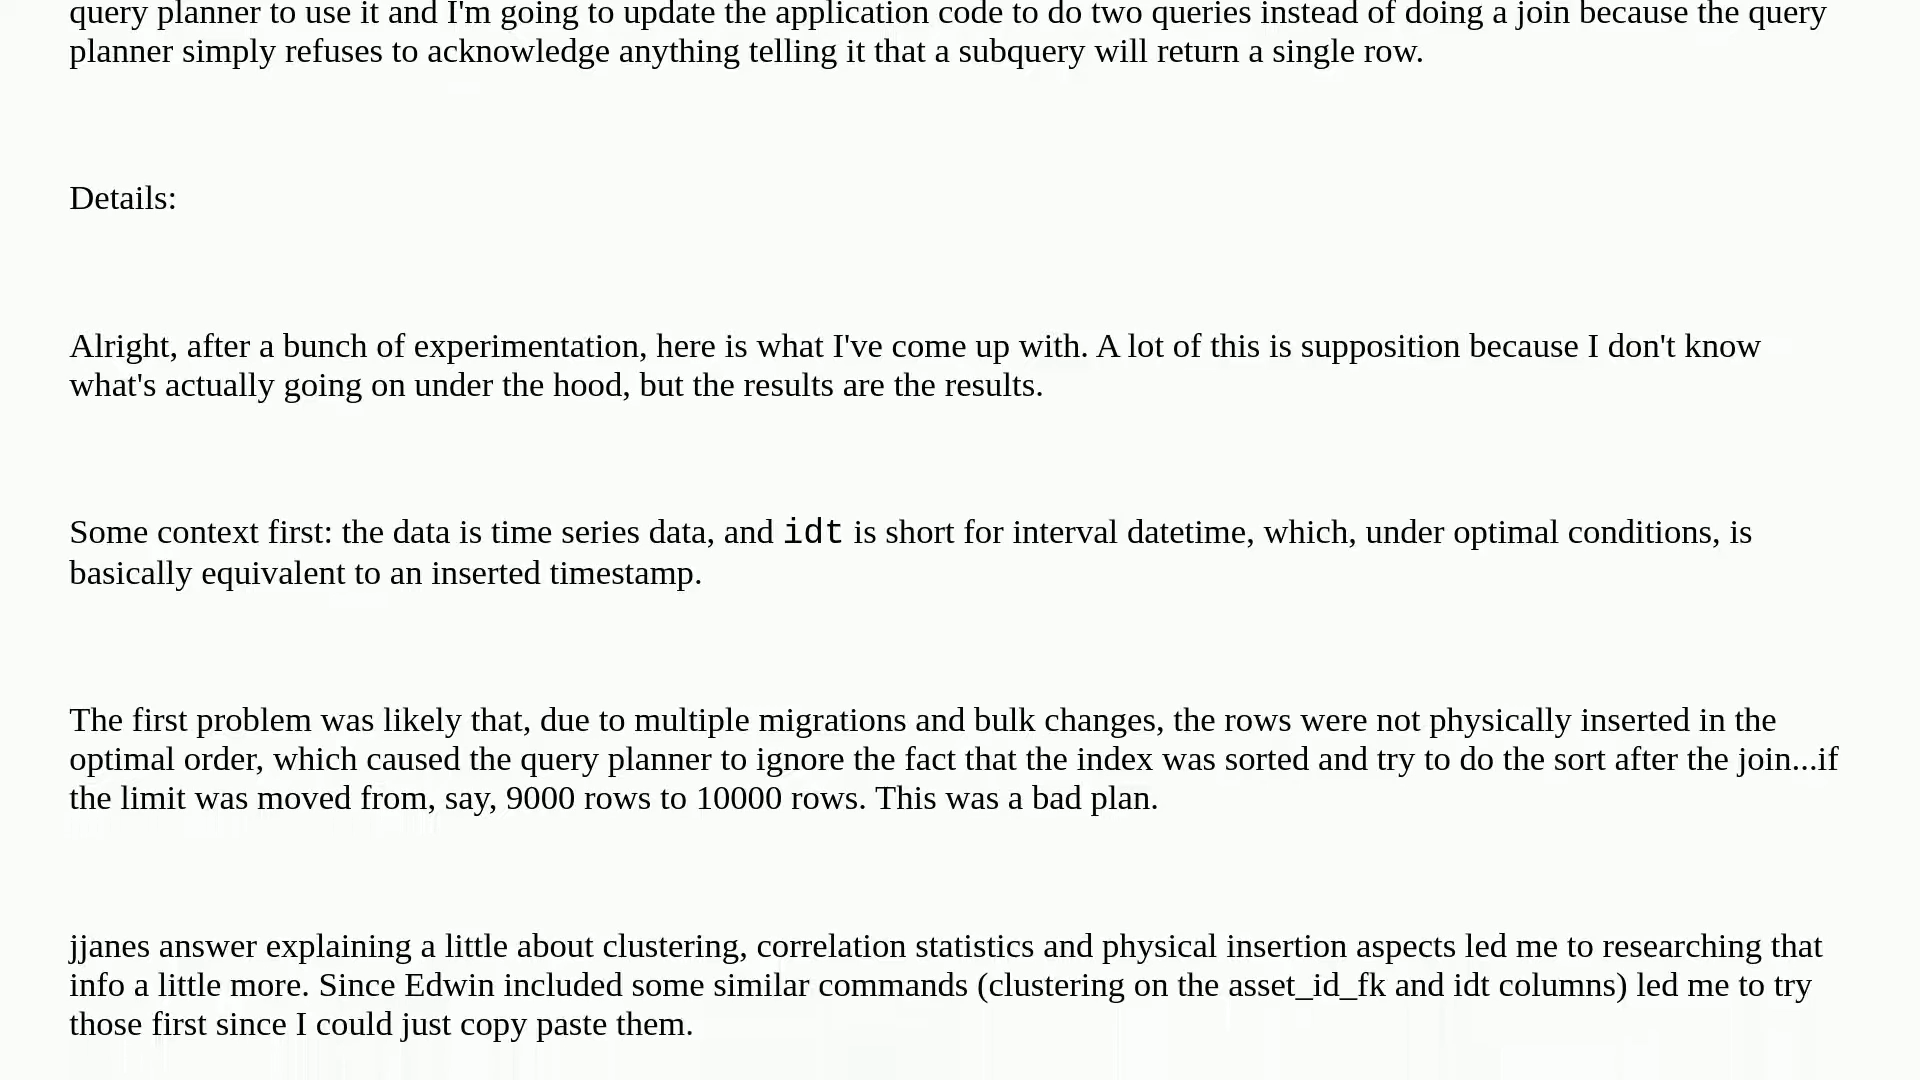 query planner to use it and I'm going to update the application code to do two queries instead of doing a join because the query
planner simply refuses to acknowledge anything telling it that a subquery will return a single row.
Details:
Alright, after a bunch of experimentation, here is what I've come up with. A lot of this is supposition because I don't know
what's actually going on under the hood, but the results are the results.
Some context first: the data is time series data, and idt is short for interval datetime, which, under optimal conditions, is
basically equivalent to an inserted timestamp.
The first problem was likely that, due to multiple migrations and bulk changes, the rows were not physically inserted in the
optimal order, which caused the query planner to ignore the fact that the index was sorted and try to do the sort after the join...if
the limit was moved from, say, 9000 rows to 10000 rows. This was a bad plan.
jjanes answer explaining a little about clustering, correlation statistics and physical insertion aspects led me to researching that
info a little more. Since Edwin included some similar commands (clustering on the asset_id_fk and idt columns) led me to try
those first since I could just copy paste them.